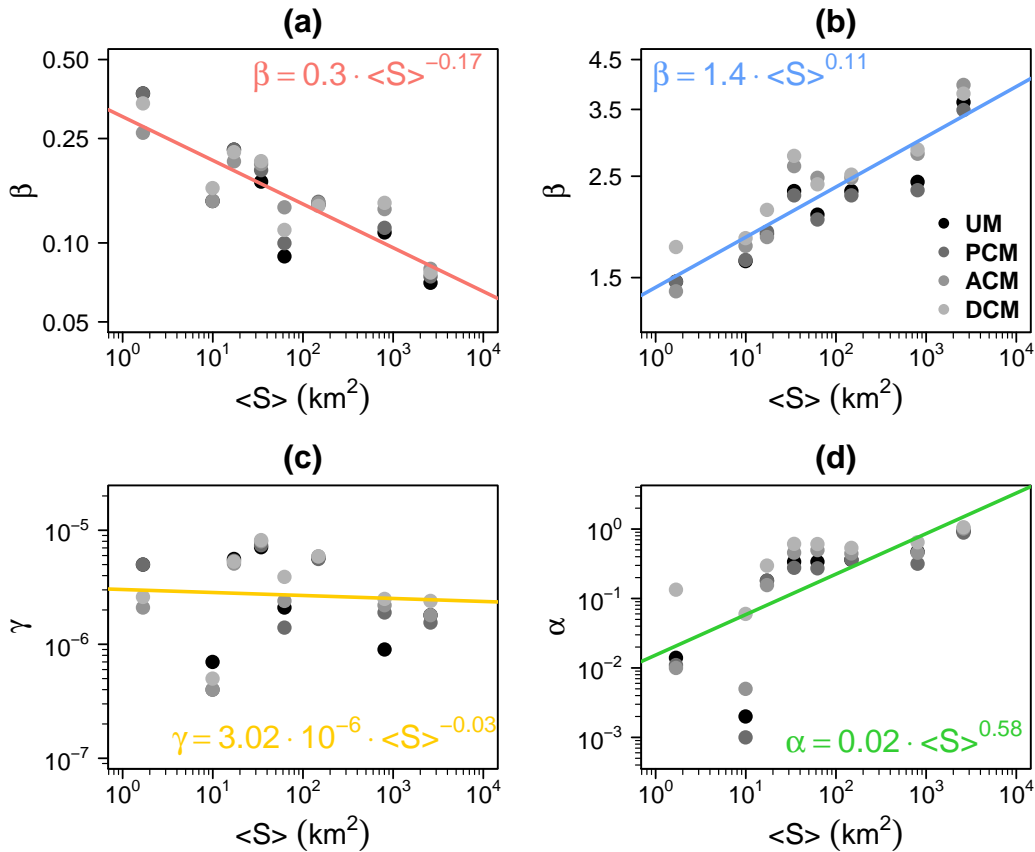 (a)
β = 0.3 · <S>^−0.17
0.50
0.25
0.10
0.05
β
10^0 10^1 10^2 10^3 10^4
<S> (km^2)
(b)
β = 1.4 · <S>^0.11
4.5
3.5
2.5
1.5
β
UM
PCM
ACM
DCM
10^0 10^1 10^2 10^3 10^4
<S> (km^2)
(c)
10^−5
10^−6
10^−7
γ
γ = 3.02 · 10^−6 · <S>^−0.03
10^0 10^1 10^2 10^3 10^4
<S> (km^2)
(d)
10^0
10^−1
10^−2
10^−3
α
α = 0.02 · <S>^0.58
10^0 10^1 10^2 10^3 10^4
<S> (km^2)